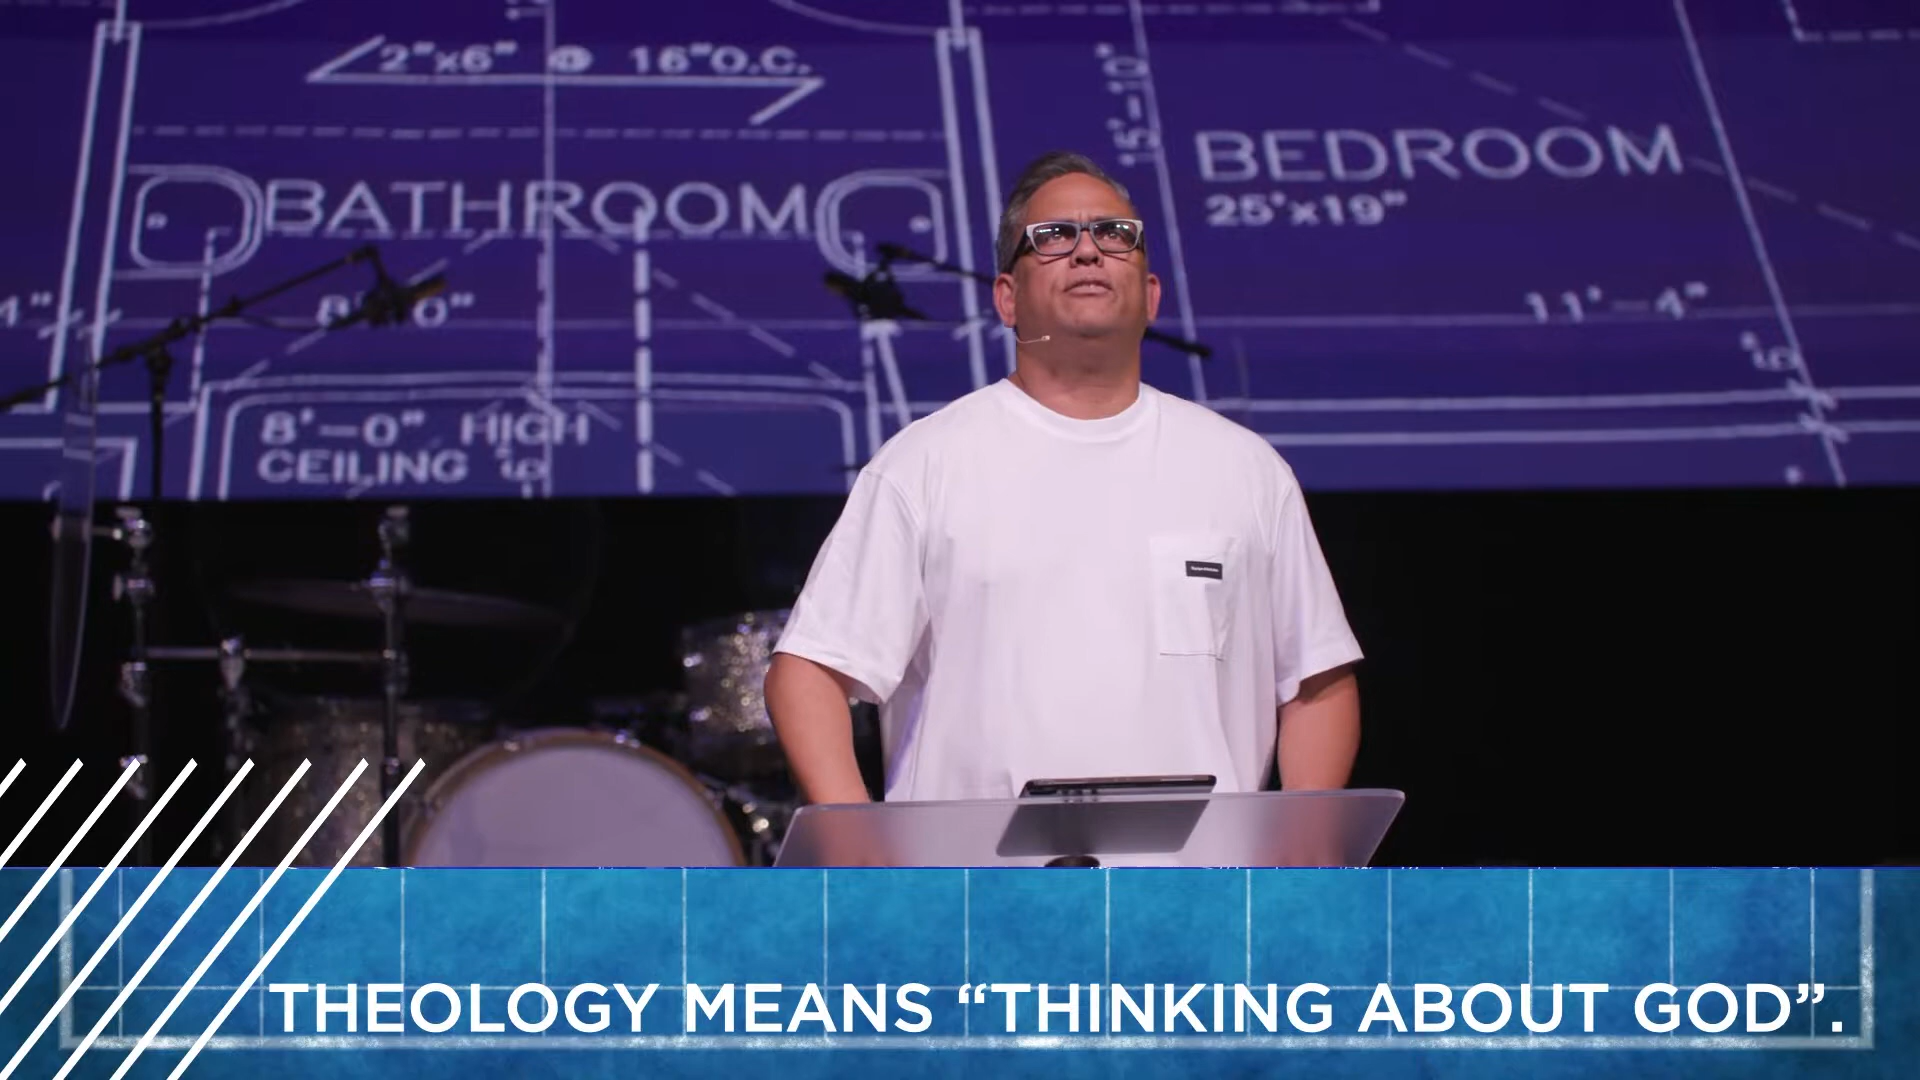 2"x6" @ 16"O.C.
BATHROOM
15'-10"
BEDROOM
25'x19"
11'-4"
8'-0" HIGH
CEILING
THEOLOGY MEANS “THINKING ABOUT GOD”.